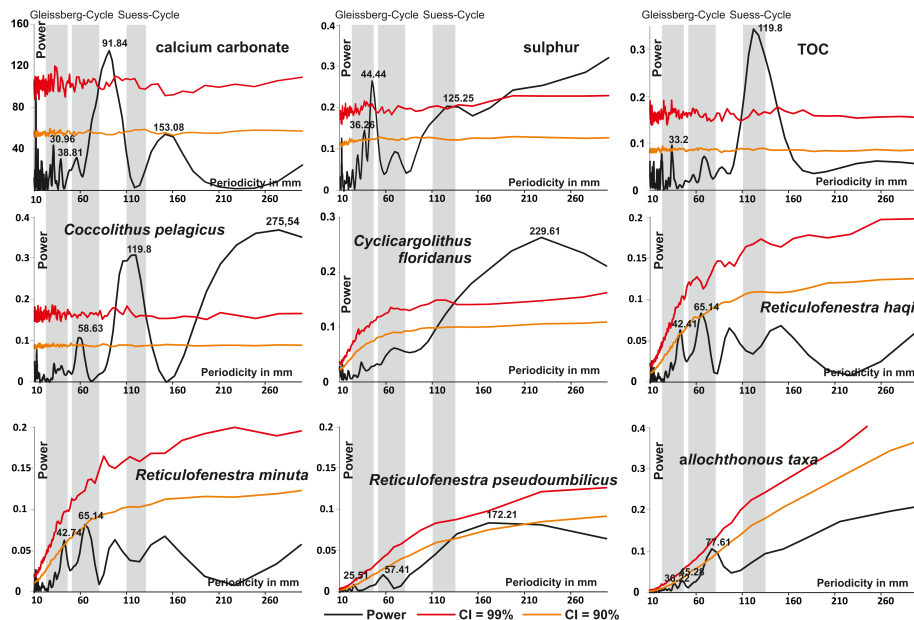 Gleissberg-Cycle Suess-Cycle
Gleissberg-Cycle Suess-Cycle
Gleissberg-Cycle Suess-Cycle
160
120
80
40
Power
91.84
calcium carbonate
30.96
38.81
153.08
Periodicity in mm
10 60 110 160 210 260
0.4
0.3
0.2
0.1
0
Power
44.44
sulphur
36.26
125.25
Periodicity in mm
10 60 110 160 210 260
0.3
0.2
0.1
0
Power
119.8
TOC
33.2
Periodicity in mm
10 60 110 160 210 260
0.4
0.3
0.2
0.1
0
Power
Coccolithus pelagicus
275,54
119.8
58.63
Periodicity in mm
10 60 110 160 210 260
0.3
0.2
0.1
0
Power
Cyclicargolithus
floridanus
229.61
Periodicity in mm
10 60 110 160 210 260
0.2
0.15
0.1
0.05
0
Power
65.14
42.41
Reticulofenestra haqi
Periodicity in mm
10 60 110 160 210 260
0.2
0.15
0.1
0.05
0
Power
Reticulofenestra minuta
65.14
42.74
Periodicity in mm
10 60 110 160 210 260
0.3
0.2
0.1
0
Power
Reticulofenestra pseudoumbilicus
172.21
25.51
57.41
Periodicity in mm
10 60 110 160 210 260
0.4
0.3
0.2
0.1
0
Power
allochthonous taxa
77.61
45.28
Periodicity in mm
10 60 110 160 210 260
Power CI = 99% CI = 90%